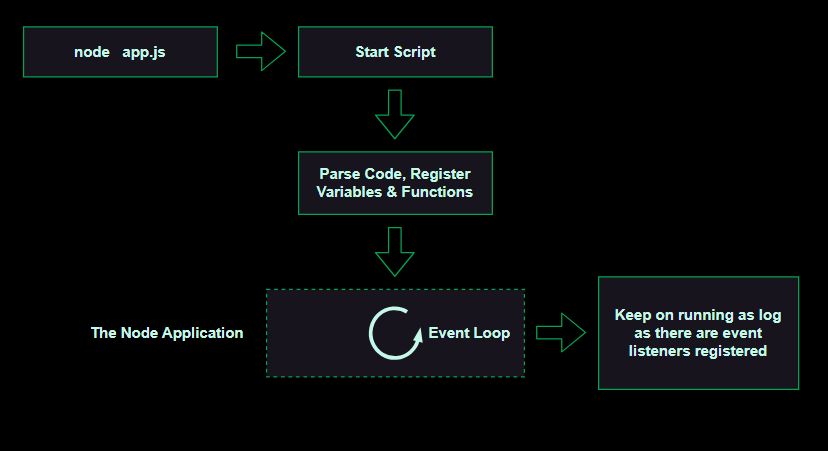 node   app.js
Start Script
Parse Code, Register
Variables & Functions
The Node Application
Event Loop
Keep on running as log
as there are event
listeners registered